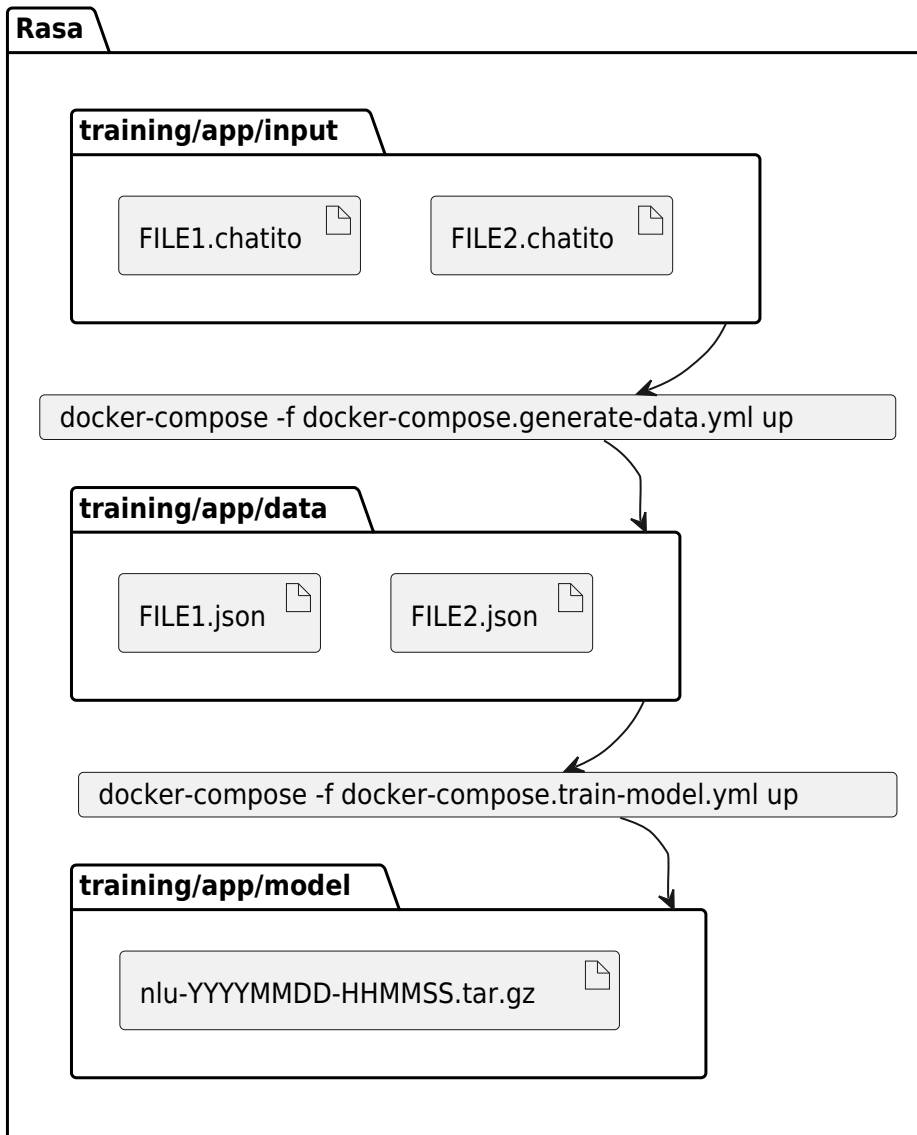 Rasa
training/app/input
FILE1.chatito
FILE2.chatito
docker-compose -f docker-compose.generate-data.yml up
training/app/data
FILE1.json
FILE2.json
docker-compose -f docker-compose.train-model.yml up
training/app/model
nlu-YYYYMMDD-HHMMSS.tar.gz